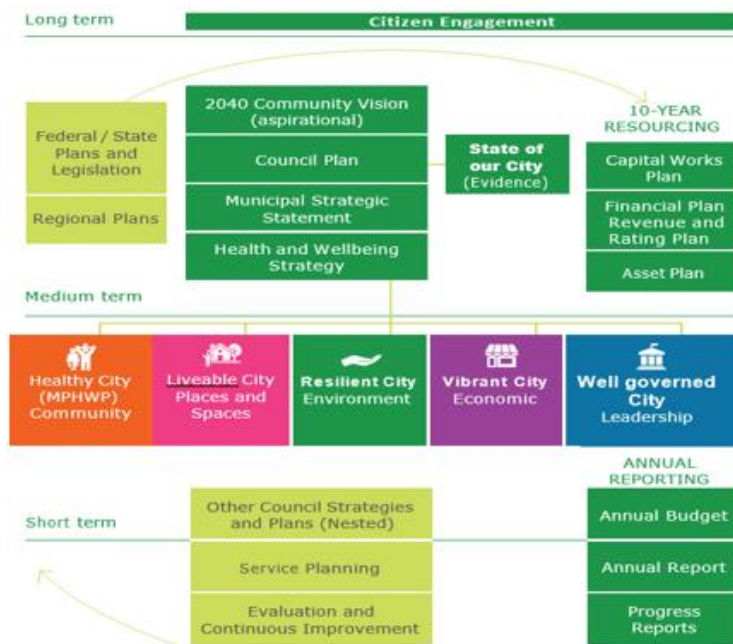 Long term
Citizen Engagement
Federal / State
Plans and
Legislation
Regional Plans
2040 Community Vision
(aspirational)
Council Plan
Municipal Strategic
Statement
Health and Wellbeing
Strategy
State of
our City
(Evidence)
10-YEAR
RESOURCING
Capital Works
Plan
Financial Plan
Revenue and
Rating Plan
Asset Plan
Medium term
Healthy City
(MPHWP)
Community
Liveable City
Places and
Spaces
Resilient City
Environment
Vibrant City
Economic
Well governed
City
Leadership
Short term
Other Council Strategies
and Plans (Nested)
Service Planning
Evaluation and
Continuous Improvement
ANNUAL
REPORTING
Annual Budget
Annual Report
Progress
Reports